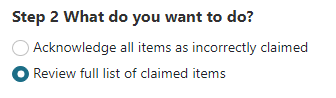 Step 2 What do you want to do?
Acknowledge all items as incorrectly claimed
Review full list of claimed items